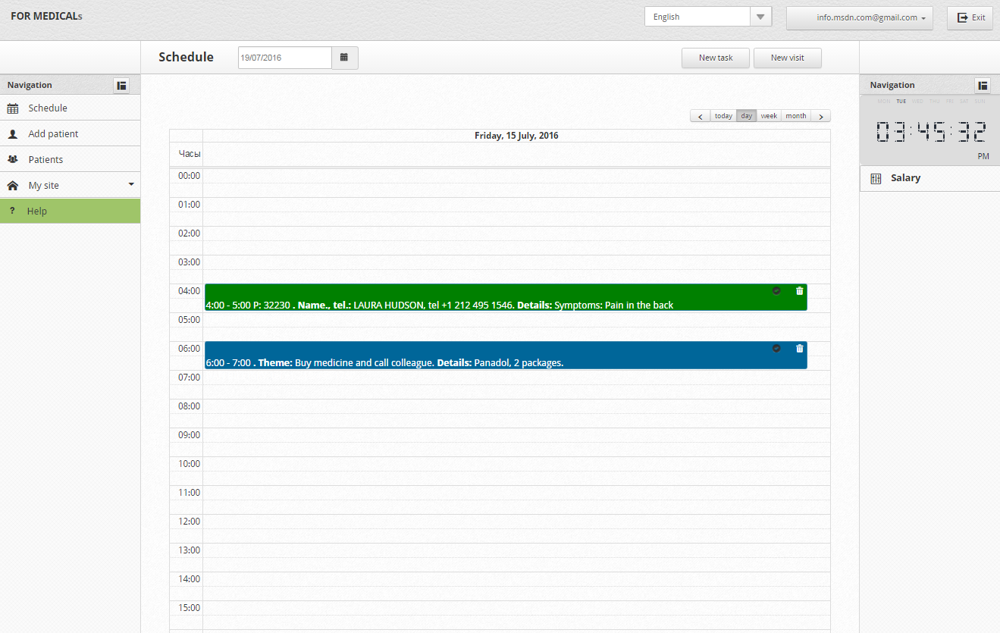 FOR MEDICALs
English
info.msdn.com@gmail.com
Exit
Schedule
19/07/2016
New task
New visit
Navigation
Schedule
Add patient
Patients
My site
? Help
today day week month
Friday, 15 July, 2016
Часы
00:00
01:00
02:00
03:00
04:00
4:00 - 5:00 P: 32230 . Name., tel.: LAURA HUDSON, tel +1 212 495 1546. Details: Symptoms: Pain in the back
05:00
06:00
6:00 - 7:00 . Theme: Buy medicine and call colleague. Details: Panadol, 2 packages.
07:00
08:00
09:00
10:00
11:00
12:00
13:00
14:00
15:00
Navigation
MON TUE WED THU FRI SAT SUN
03:45:32
PM
Salary